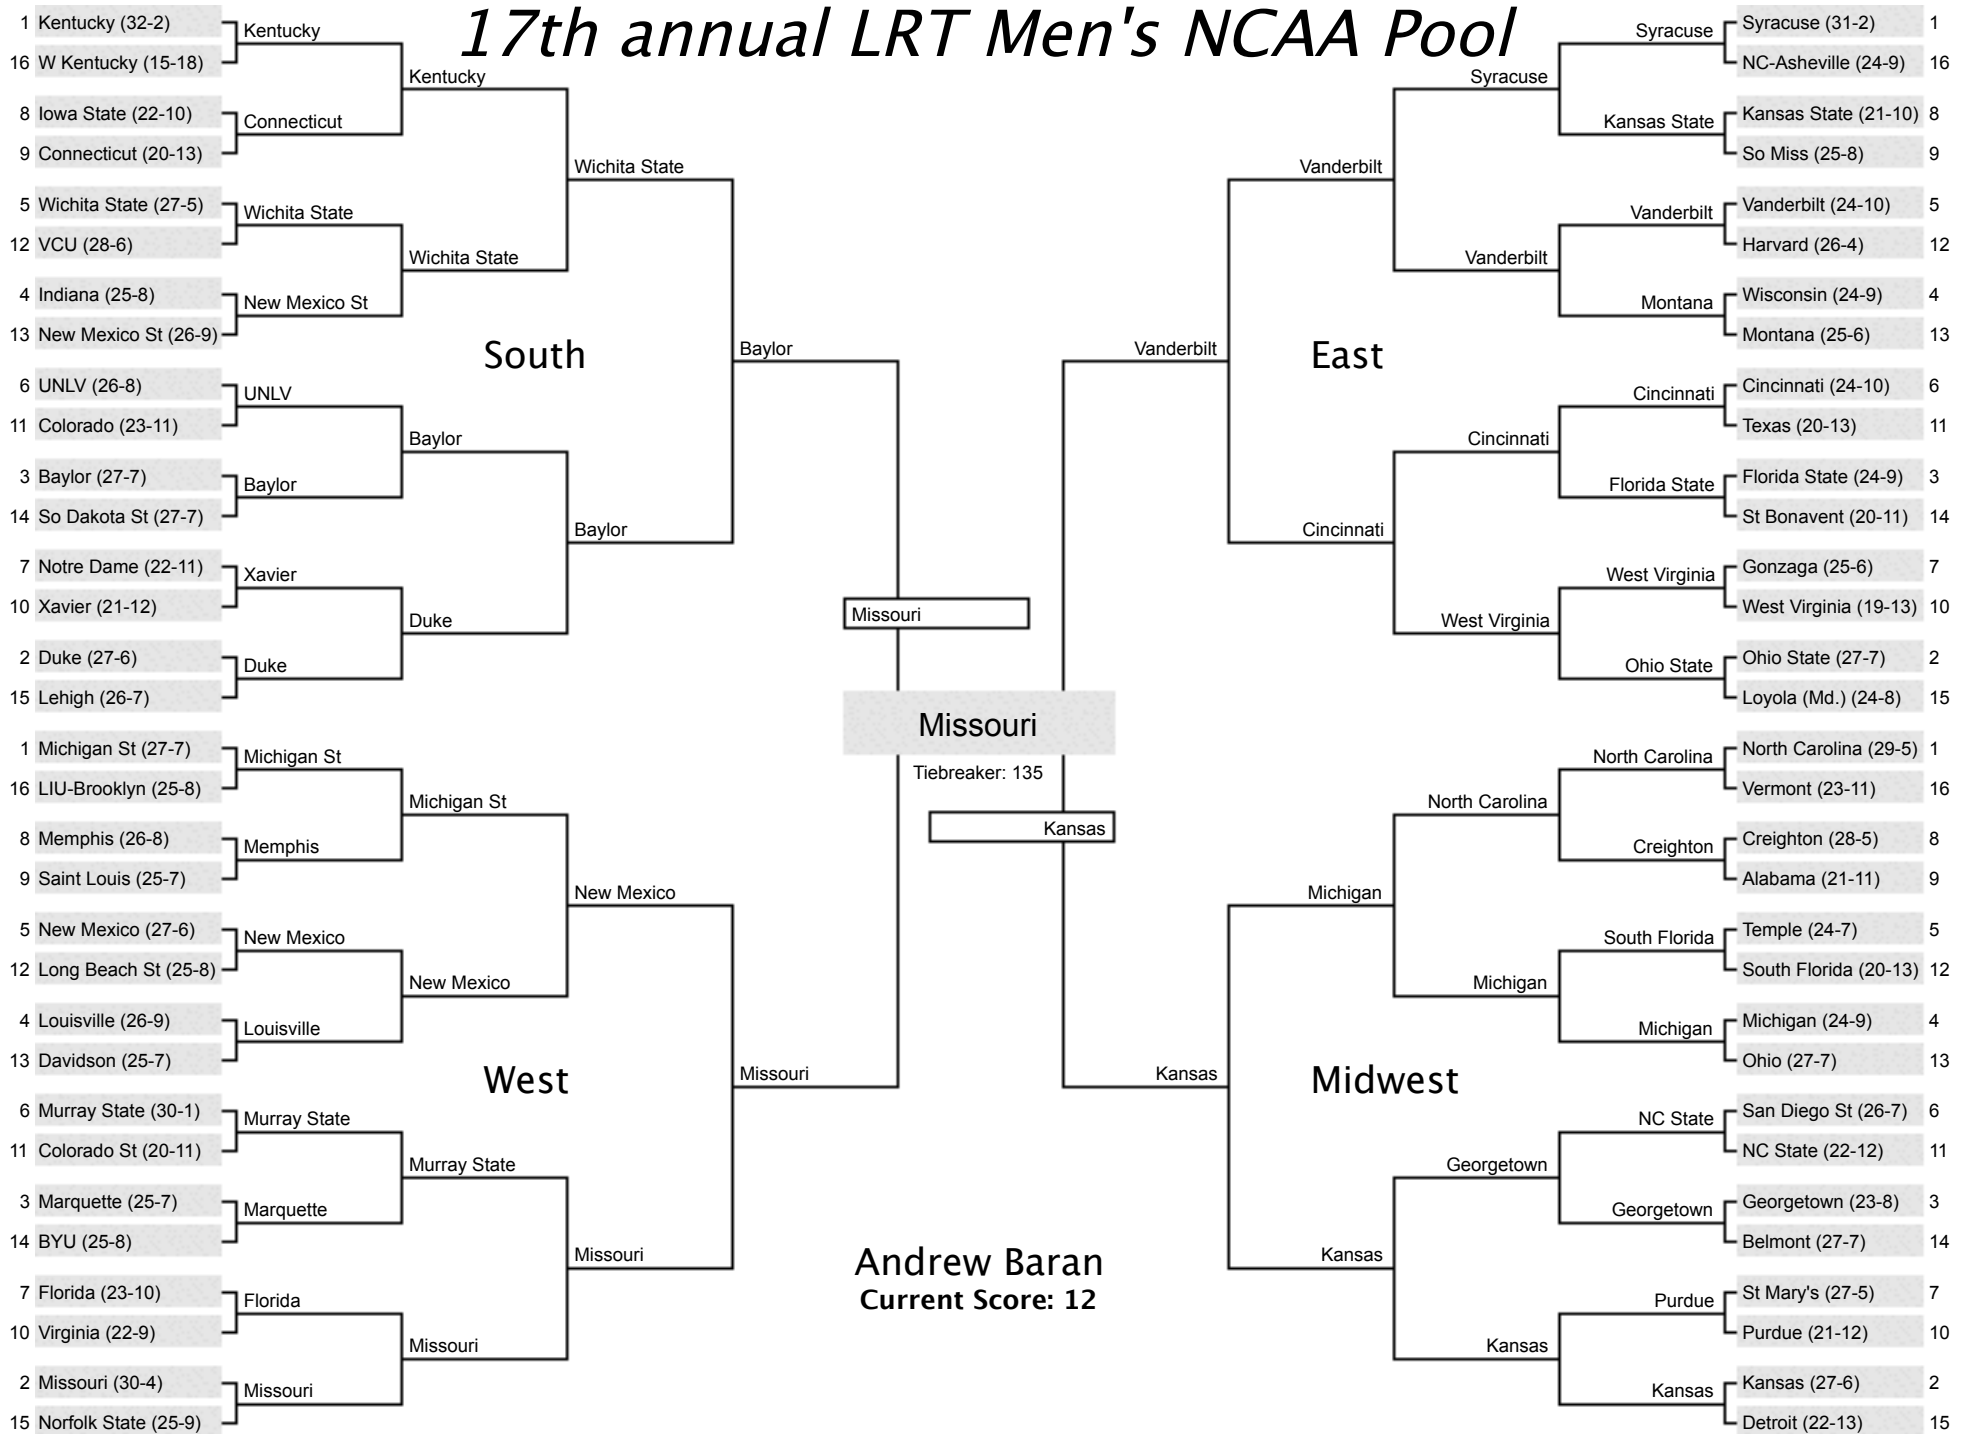 17th annual LRT Men's NCAA Pool
1 Kentucky (32-2)
16 W Kentucky (15-18)
8 Iowa State (22-10)
9 Connecticut (20-13)
5 Wichita State (27-5)
12 VCU (28-6)
4 Indiana (25-8)
13 New Mexico St (26-9)
6 UNLV (26-8)
11 Colorado (23-11)
3 Baylor (27-7)
14 So Dakota St (27-7)
7 Notre Dame (22-11)
10 Xavier (21-12)
2 Duke (27-6)
15 Lehigh (26-7)
Kentucky
Connecticut
Wichita State
New Mexico St
UNLV
Baylor
Xavier
Duke
Kentucky
Wichita State
Baylor
Duke
Wichita State
Baylor
Baylor
South
1 Michigan St (27-7)
16 LIU-Brooklyn (25-8)
8 Memphis (26-8)
9 Saint Louis (25-7)
5 New Mexico (27-6)
12 Long Beach St (25-8)
4 Louisville (26-9)
13 Davidson (25-7)
6 Murray State (30-1)
11 Colorado St (20-11)
3 Marquette (25-7)
14 BYU (25-8)
7 Florida (23-10)
10 Virginia (22-9)
2 Missouri (30-4)
15 Norfolk State (25-9)
Michigan St
Memphis
New Mexico
Louisville
Murray State
Marquette
Florida
Missouri
Michigan St
New Mexico
Murray State
Missouri
New Mexico
Missouri
Missouri
West
Missouri
Missouri
Tiebreaker: 135
Kansas
Andrew Baran
Current Score: 12
Syracuse (31-2) 1
NC-Asheville (24-9) 16
Kansas State (21-10) 8
So Miss (25-8) 9
Vanderbilt (24-10) 5
Harvard (26-4) 12
Wisconsin (24-9) 4
Montana (25-6) 13
Cincinnati (24-10) 6
Texas (20-13) 11
Florida State (24-9) 3
St Bonavent (20-11) 14
Gonzaga (25-6) 7
West Virginia (19-13) 10
Ohio State (27-7) 2
Loyola (Md.) (24-8) 15
Syracuse
Kansas State
Vanderbilt
Montana
Cincinnati
Florida State
West Virginia
Ohio State
Syracuse
Vanderbilt
Cincinnati
West Virginia
Vanderbilt
Cincinnati
Vanderbilt
East
North Carolina (29-5) 1
Vermont (23-11) 16
Creighton (28-5) 8
Alabama (21-11) 9
Temple (24-7) 5
South Florida (20-13) 12
Michigan (24-9) 4
Ohio (27-7) 13
San Diego St (26-7) 6
NC State (22-12) 11
Georgetown (23-8) 3
Belmont (27-7) 14
St Mary's (27-5) 7
Purdue (21-12) 10
Kansas (27-6) 2
Detroit (22-13) 15
North Carolina
Creighton
South Florida
Michigan
NC State
Georgetown
Purdue
Kansas
North Carolina
Michigan
Georgetown
Kansas
Michigan
Kansas
Kansas
Midwest